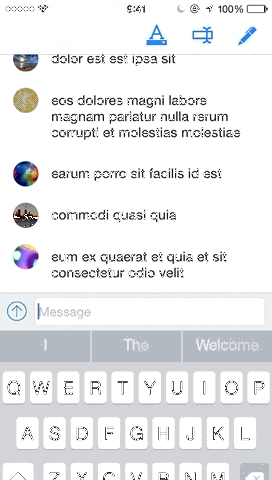 9:41
100%
dolor est est ipsa sit
eos dolores magni labore
magnam pariatur nulla rerum
corrupti et molestias molestias
earum porro sit facilis id est
commodi quasi quia
eum ex quaerat et quia et sit
consectetur odio velit
Message
I The Welcome
Q W E R T Y U I O P
A S D F G H J K L
Z X C V B N M